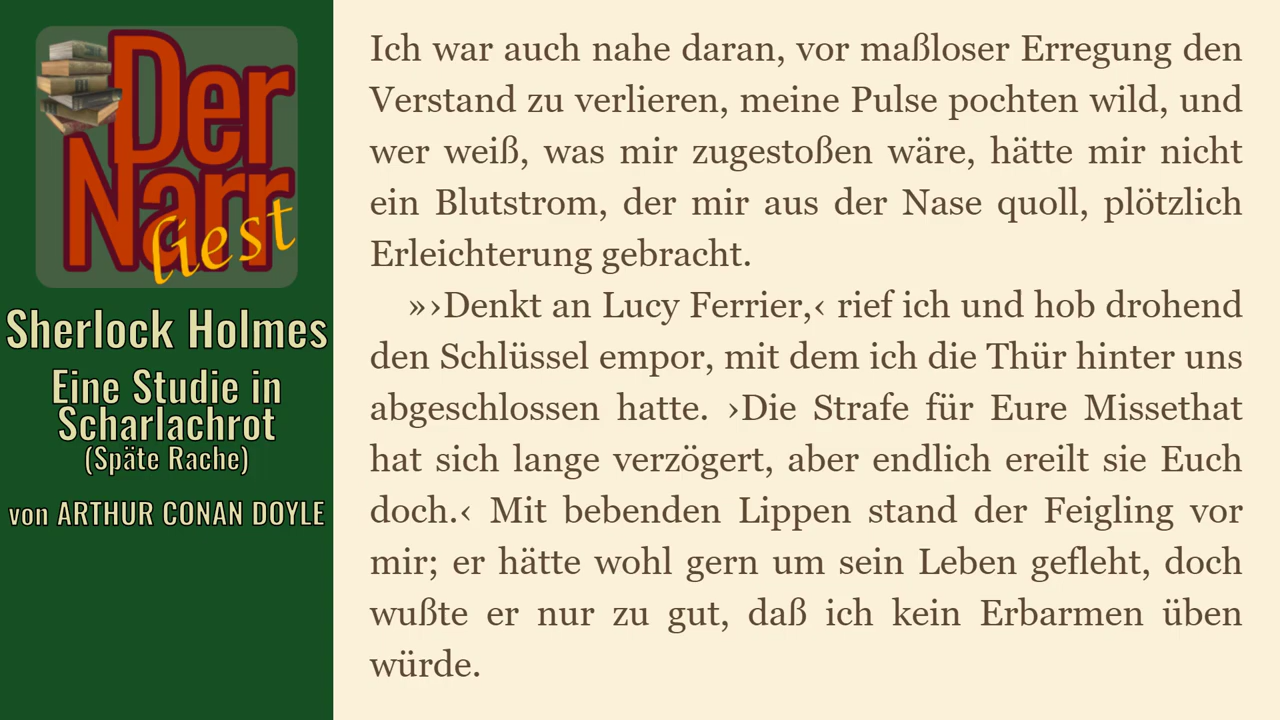 Der
Narr
liest
Sherlock Holmes
Eine Studie in
Scharlachrot
(Späte Rache)
von ARTHUR CONAN DOYLE
Ich war auch nahe daran, vor maßloser Erregung den
Verstand zu verlieren, meine Pulse pochten wild, und
wer weiß, was mir zugestoßen wäre, hätte mir nicht
ein Blutstrom, der mir aus der Nase quoll, plötzlich
Erleichterung gebracht.
»›Denkt an Lucy Ferrier,‹ rief ich und hob drohend
den Schlüssel empor, mit dem ich die Thür hinter uns
abgeschlossen hatte. ›Die Strafe für Eure Missethat
hat sich lange verzögert, aber endlich ereilt sie Euch
doch.‹ Mit bebenden Lippen stand der Feigling vor
mir; er hätte wohl gern um sein Leben gefleht, doch
wußte er nur zu gut, daß ich kein Erbarmen üben
würde.